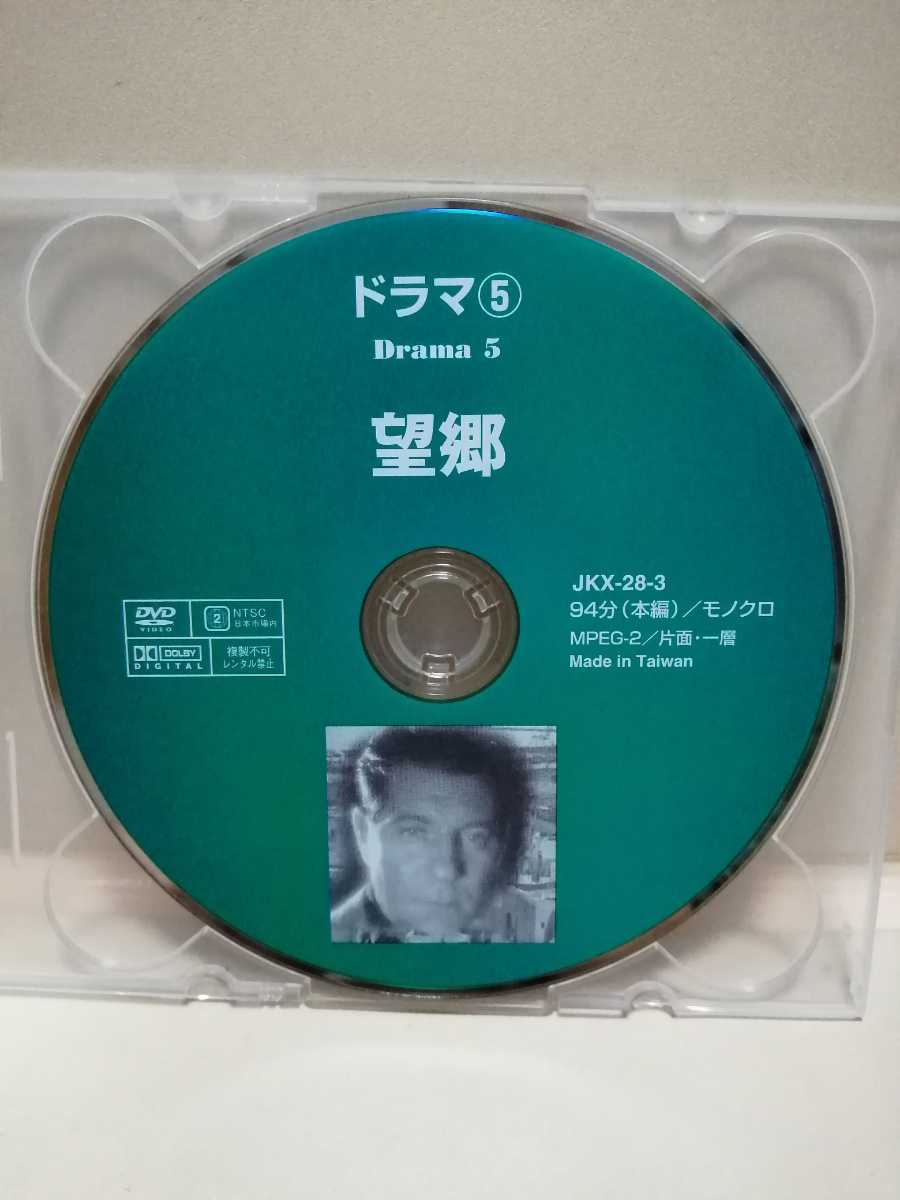 ドラマ⑤
Drama 5
望郷
DVD
VIDEO
2
NTSC
日本市場内
DOLBY
DIGITAL
複製不可
レンタル禁止
JKX-28-3
94分(本編)/モノクロ
MPEG-2/片面・一層
Made in Taiwan